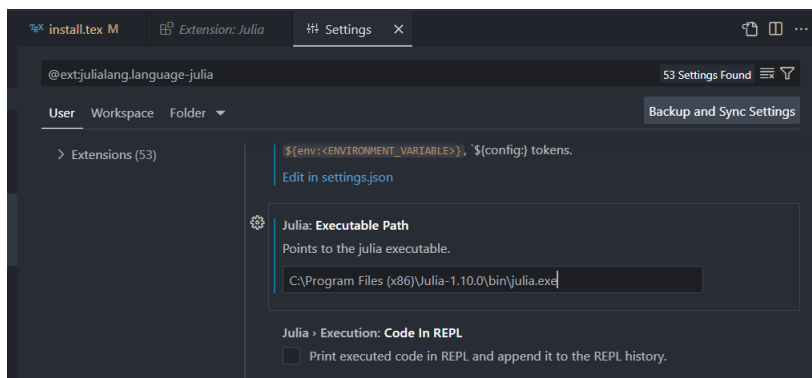 TEX install.tex M
Extension: Julia
Settings
@ext:julialang.language-julia
53 Settings Found
User Workspace Folder
Backup and Sync Settings
Extensions (53)
${env:<ENVIRONMENT_VARIABLE>}, `${config:} tokens.
Edit in settings.json
Julia: Executable Path
Points to the julia executable.
C:\Program Files (x86)\Julia-1.10.0\bin\julia.exe
Julia › Execution: Code In REPL
Print executed code in REPL and append it to the REPL history.